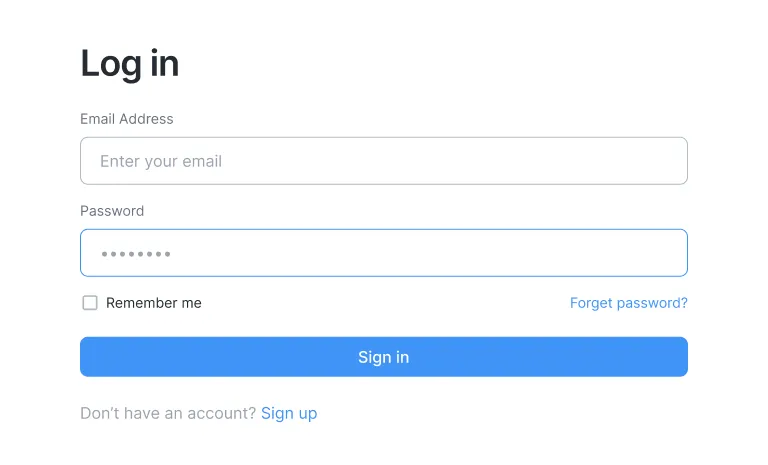 Log in
Email Address
Enter your email
Password
••••••••
Remember me Forget password?
Sign in
Don't have an account? Sign up